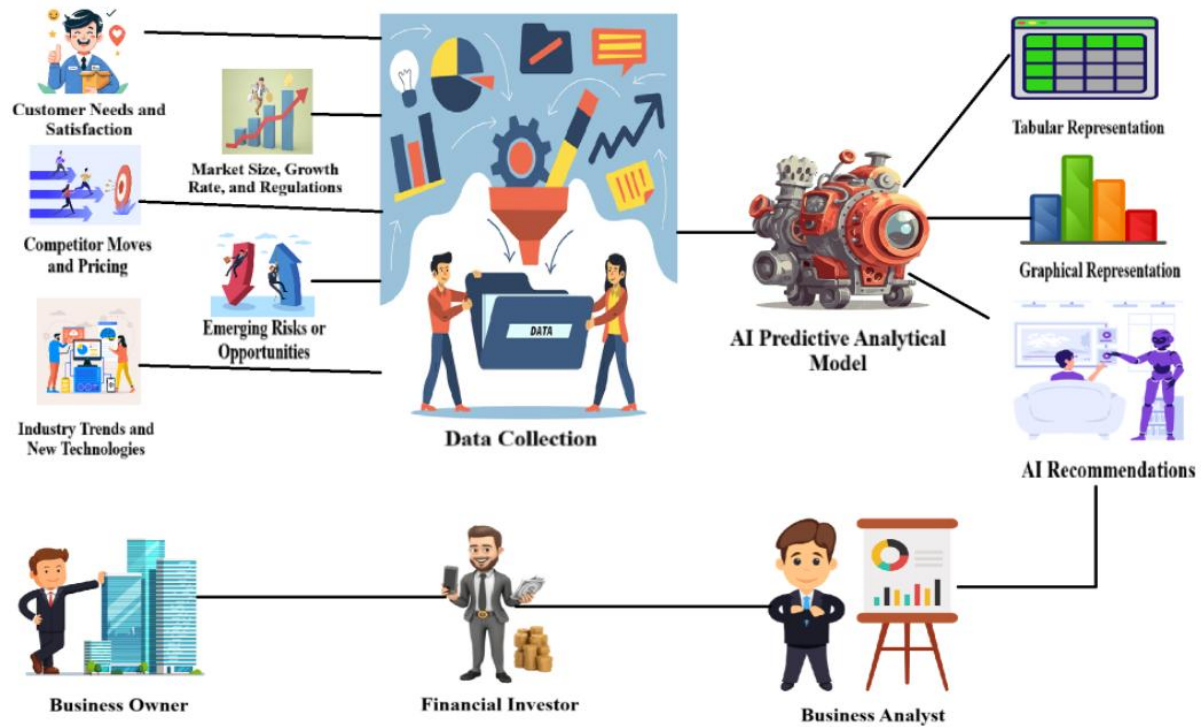 Customer Needs and
Satisfaction
Market Size, Growth
Rate, and Regulations
Competitor Moves
and Pricing
Emerging Risks or
Opportunities
Industry Trends and
New Technologies
DATA
Data Collection
AI Predictive Analytical
Model
Tabular Representation
Graphical Representation
AI Recommendations
Business Owner
Financial Investor
Business Analyst